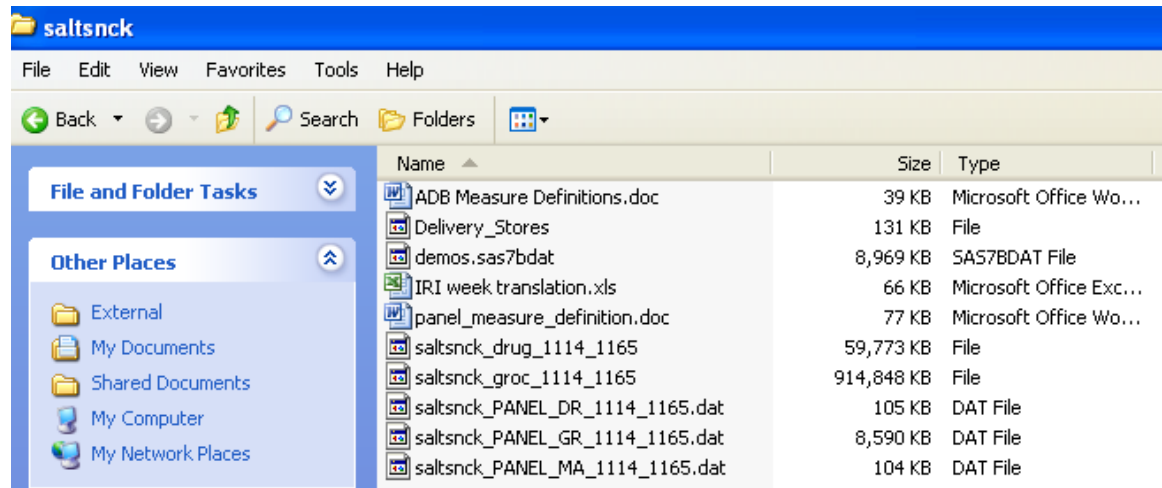 saltsnck
File Edit View Favorites Tools Help
Back Search Folders
Name Size Type
File and Folder Tasks
Other Places
External
My Documents
Shared Documents
My Computer
My Network Places
ADB Measure Definitions.doc 39 KB Microsoft Office Wo...
Delivery_Stores 131 KB File
demos.sas7bdat 8,969 KB SAS7BDAT File
IRI week translation.xls 66 KB Microsoft Office Exc...
panel_measure_definition.doc 77 KB Microsoft Office Wo...
saltsnck_drug_1114_1165 59,773 KB File
saltsnck_groc_1114_1165 914,848 KB File
saltsnck_PANEL_DR_1114_1165.dat 105 KB DAT File
saltsnck_PANEL_GR_1114_1165.dat 8,590 KB DAT File
saltsnck_PANEL_MA_1114_1165.dat 104 KB DAT File